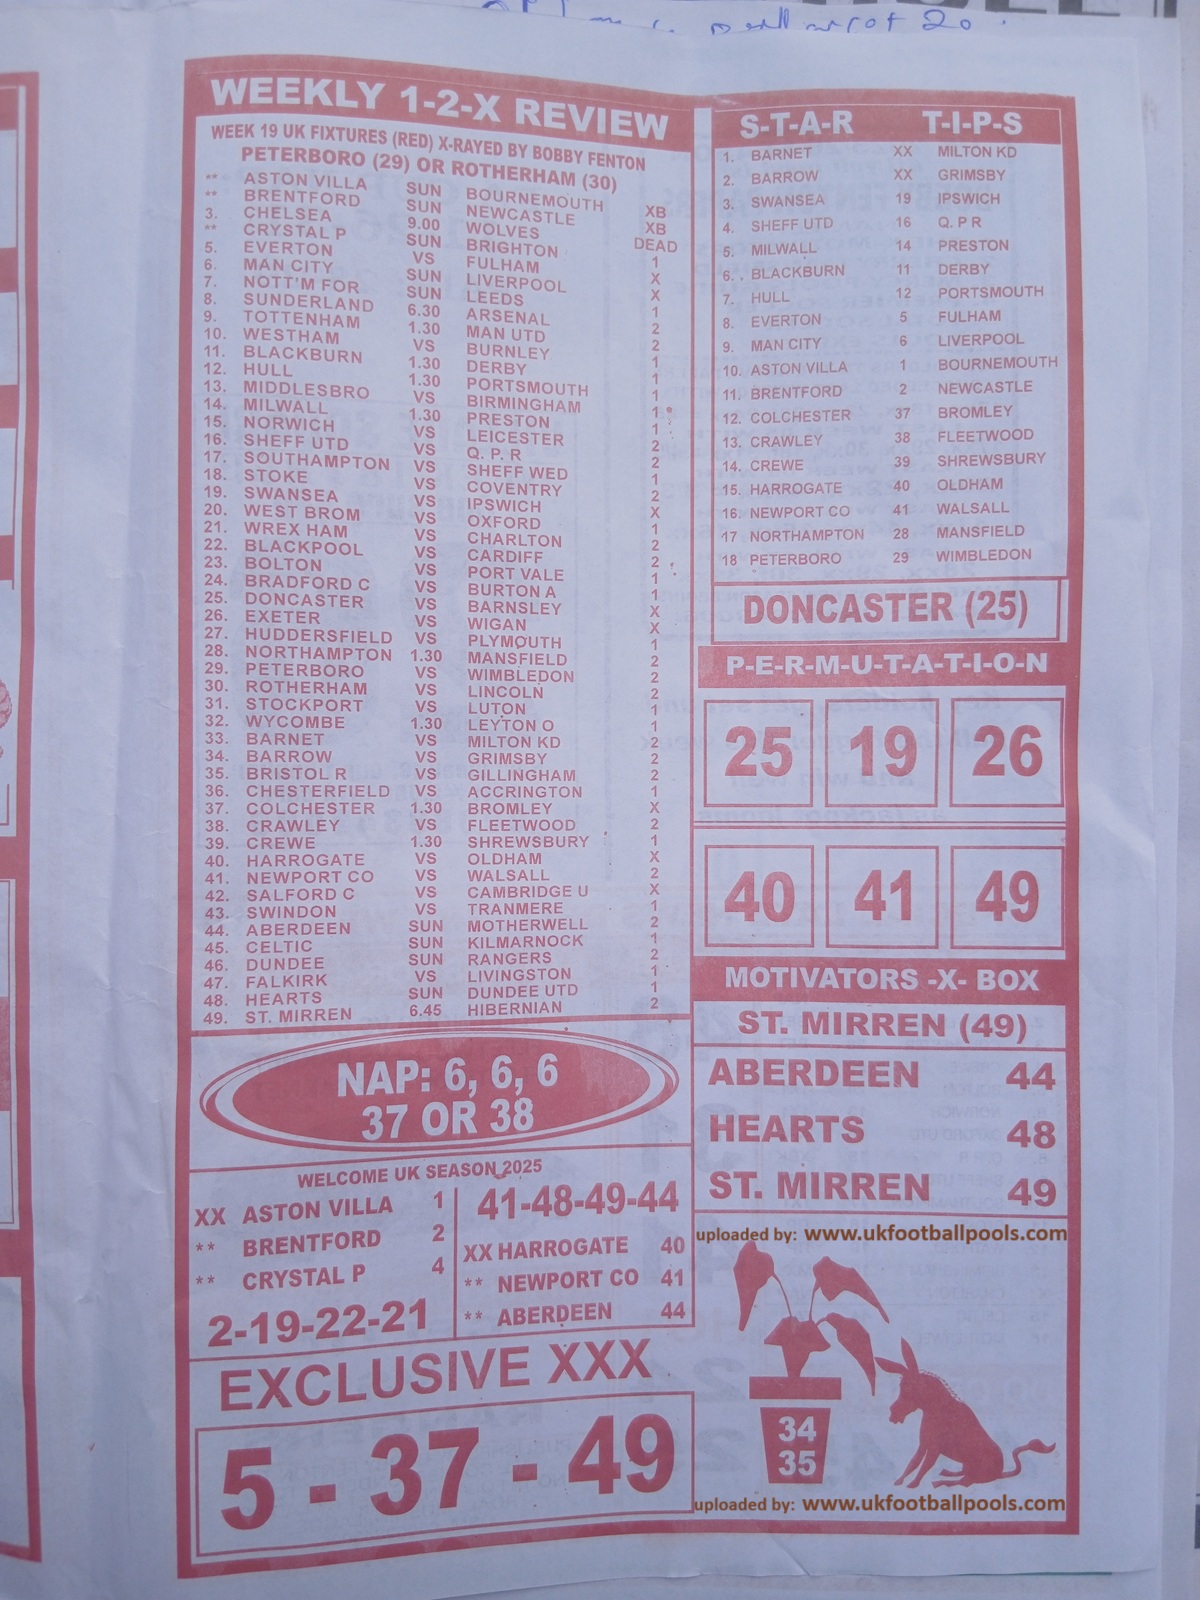 WEEKLY 1-2-X REVIEW
WEEK 19 UK FIXTURES (RED) X-RAYED BY BOBBY FENTON
PETERBORO (29) OR ROTHERHAM (30)
** ASTON VILLA SUN BOURNEMOUTH XB
** BRENTFORD SUN NEWCASTLE XB
3. CHELSEA 9.00 WOLVES DEAD
** CRYSTAL P SUN BRIGHTON 1
5. EVERTON VS FULHAM X
6. MAN CITY SUN LIVERPOOL X
7. NOTT'M FOR SUN LEEDS 1
8. SUNDERLAND 6.30 ARSENAL 2
9. TOTTENHAM 1.30 MAN UTD 2
10. WESTHAM VS BURNLEY 1
11. BLACKBURN 1.30 DERBY 1
12. HULL 1.30 PORTSMOUTH 1
13. MIDDLESBRO VS BIRMINGHAM 1
14. MILWALL 1.30 PRESTON 1
15. NORWICH VS LEICESTER 2
16. SHEFF UTD VS Q. P. R 2
17. SOUTHAMPTON VS SHEFF WED 1
18. STOKE VS COVENTRY 2
19. SWANSEA VS IPSWICH X
20. WEST BROM VS OXFORD 1
21. WREX HAM VS CHARLTON 2
22. BLACKPOOL VS CARDIFF 2
23. BOLTON VS PORT VALE 1
24. BRADFORD C VS BURTON A 1
25. DONCASTER VS BARNSLEY X
26. EXETER VS WIGAN X
27. HUDDERSFIELD VS PLYMOUTH 1
28. NORTHAMPTON 1.30 MANSFIELD 2
29. PETERBORO VS WIMBLEDON 2
30. ROTHERHAM VS LINCOLN 2
31. STOCKPORT VS LUTON 1
32. WYCOMBE 1.30 LEYTON O 1
33. BARNET VS MILTON KD 2
34. BARROW VS GRIMSBY 2
35. BRISTOL R VS GILLINGHAM 2
36. CHESTERFIELD VS ACCRINGTON 1
37. COLCHESTER 1.30 BROMLEY X
38. CRAWLEY VS FLEETWOOD 2
39. CREWE 1.30 SHREWSBURY 1
40. HARROGATE VS OLDHAM X
41. NEWPORT CO VS WALSALL 2
42. SALFORD C VS CAMBRIDGE U X
43. SWINDON VS TRANMERE 1
44. ABERDEEN SUN MOTHERWELL 2
45. CELTIC SUN KILMARNOCK 1
46. DUNDEE SUN RANGERS 2
47. FALKIRK VS LIVINGSTON 1
48. HEARTS SUN DUNDEE UTD 1
49. ST. MIRREN 6.45 HIBERNIAN 2
NAP: 6, 6, 6
37 OR 38
WELCOME UK SEASON 2025
XX ASTON VILLA 1
** BRENTFORD 2
** CRYSTAL P 4
2-19-22-21
41-48-49-44
XX HARROGATE 40
** NEWPORT CO 41
** ABERDEEN 44
EXCLUSIVE XXX
5 - 37 - 49
S-T-A-R T-I-P-S
1. BARNET XX MILTON KD
2. BARROW XX GRIMSBY
3. SWANSEA 19 IPSWICH
4. SHEFF UTD 16 Q. P R
5. MILWALL 14 PRESTON
6. BLACKBURN 11 DERBY
7. HULL 12 PORTSMOUTH
8. EVERTON 5 FULHAM
9. MAN CITY 6 LIVERPOOL
10. ASTON VILLA 1 BOURNEMOUTH
11. BRENTFORD 2 NEWCASTLE
12. COLCHESTER 37 BROMLEY
13. CRAWLEY 38 FLEETWOOD
14. CREWE 39 SHREWSBURY
15. HARROGATE 40 OLDHAM
16. NEWPORT CO 41 WALSALL
17 NORTHAMPTON 28 MANSFIELD
18 PETERBORO 29 WIMBLEDON
DONCASTER (25)
P-E-R-M-U-T-A-T-I-O-N
25 19 26
40 41 49
MOTIVATORS -X- BOX
ST. MIRREN (49)
ABERDEEN 44
HEARTS 48
ST. MIRREN 49
uploaded by: www.ukfootballpools.com
34
35
uploaded by: www.ukfootballpools.com